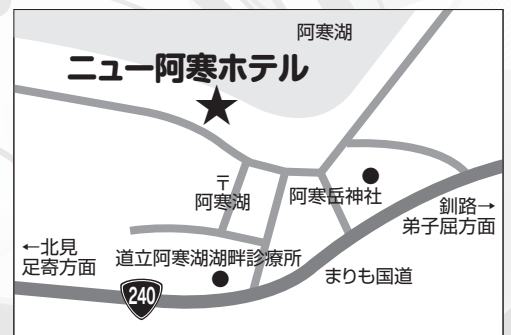 阿寒湖
ニュー阿寒ホテル
★
〒
阿寒湖
阿寒岳神社
釧路→
弟子屈方面
←北見
足寄方面
道立阿寒湖湖畔診療所
まりも国道
240